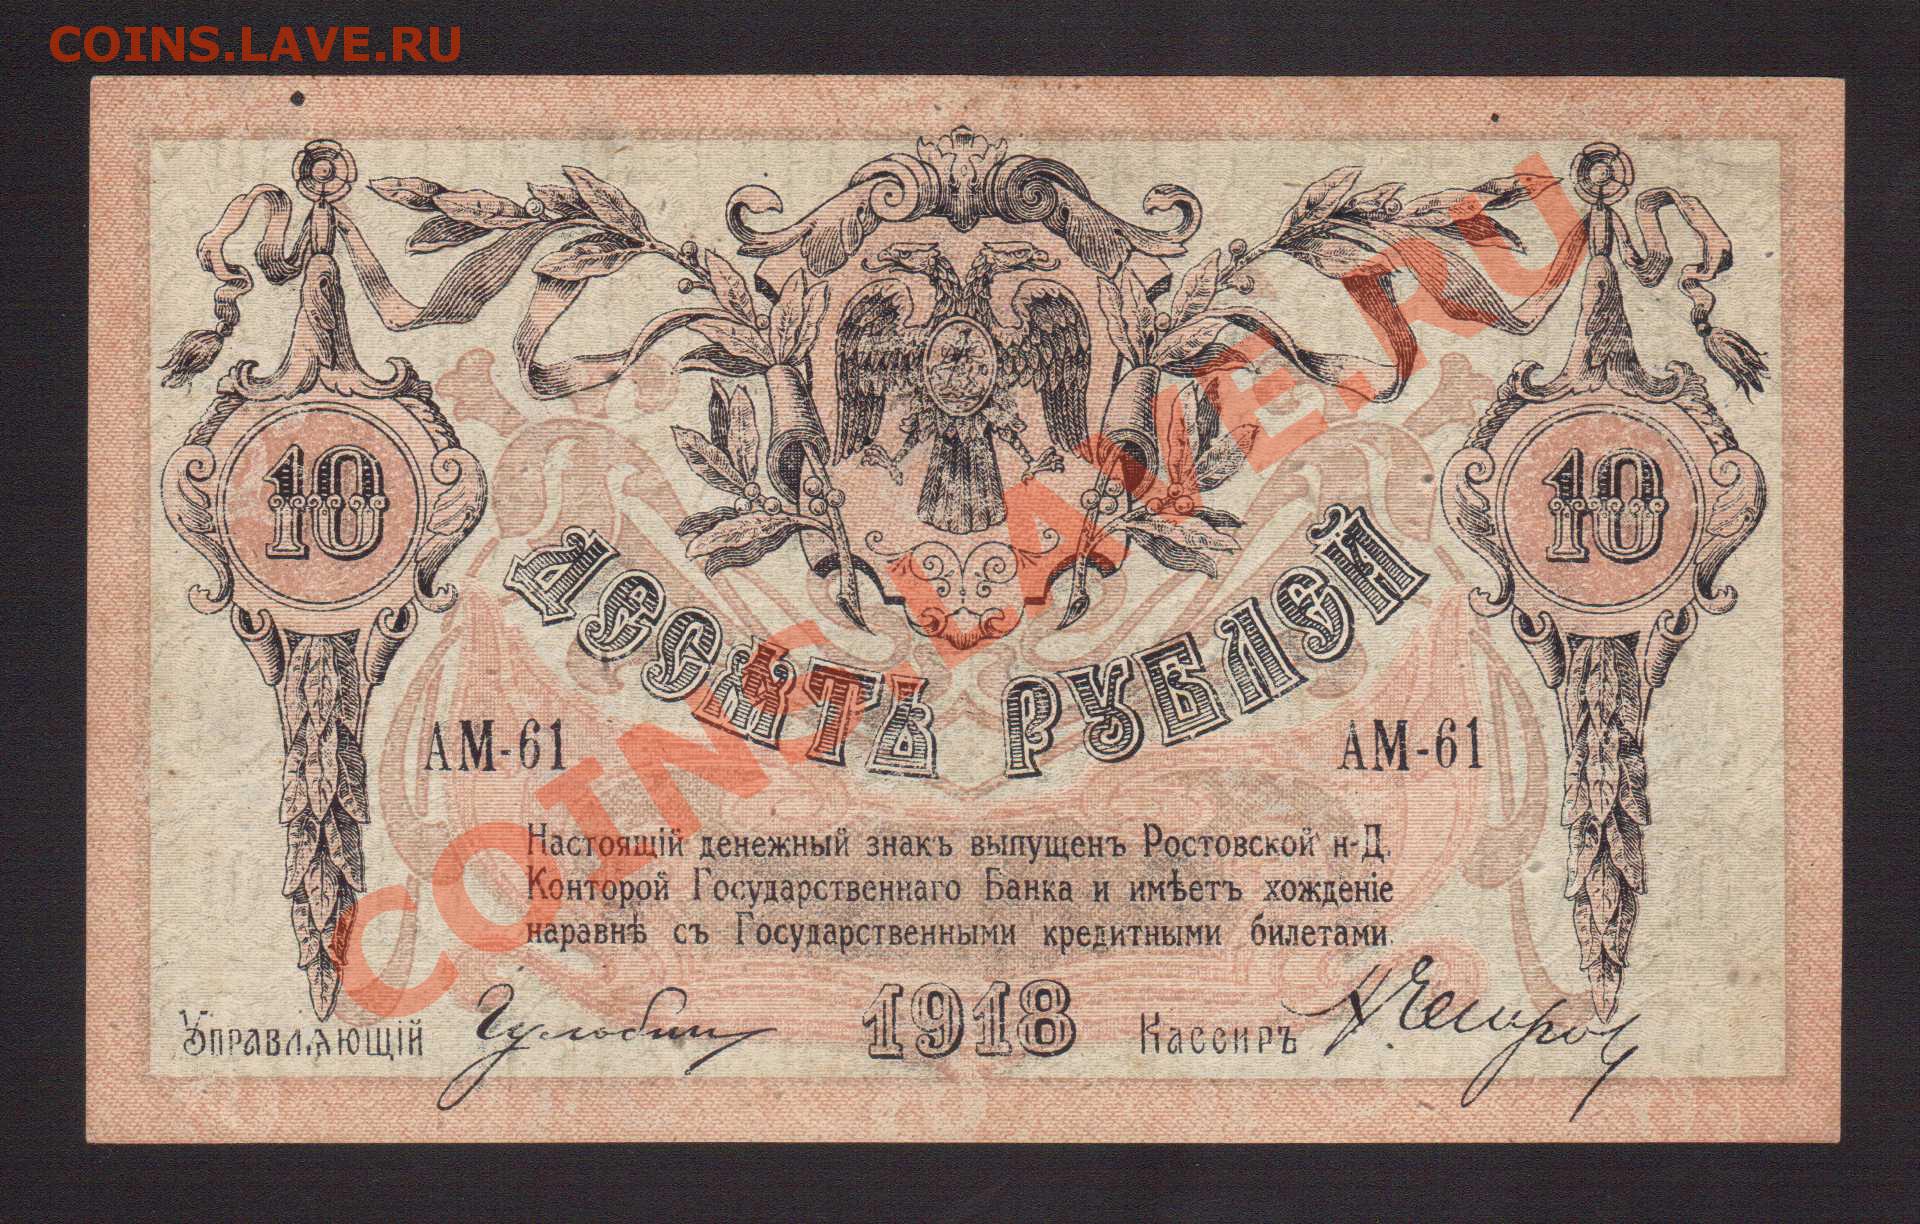 COINS.LAVE.RU
10
10
ДЕСЯТЬ РУБЛЕЙ
АМ-61
АМ-61
COINS.LAVE.RU
Настоящій денежный знакъ выпущенъ Ростовской н-Д.
Конторой Государственнаго Банка и имѣетъ хожденіе
наравнѣ съ Государственными кредитными билетами.
Управляющій
Гулобин
1918
Кассиръ